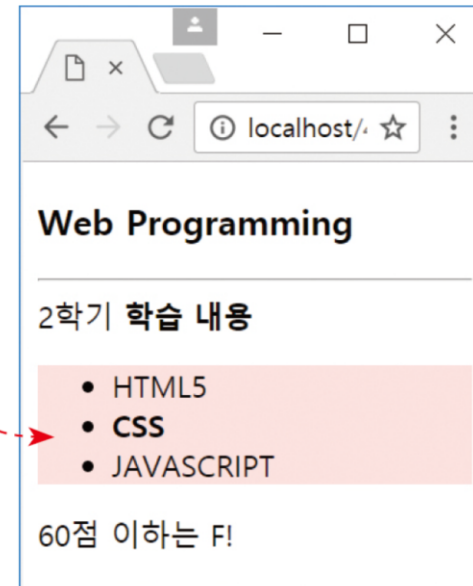 localhost/
Web Programming
2학기 학습 내용
• HTML5
• CSS
• JAVASCRIPT
60점 이하는 F!